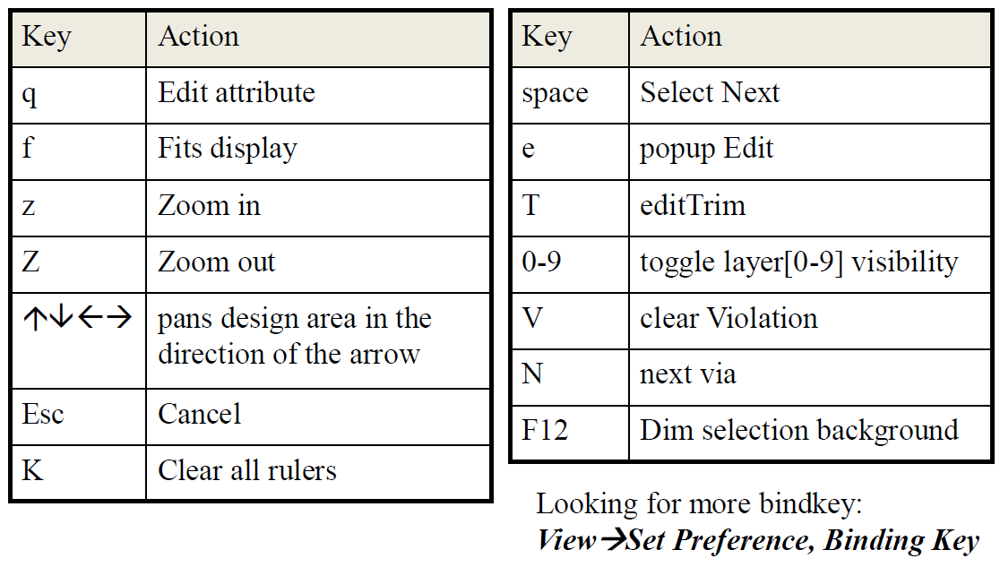 Key Action
q Edit attribute
f Fits display
z Zoom in
Z Zoom out
↑↓←→ pans design area in the
direction of the arrow
Esc Cancel
K Clear all rulers
Key Action
space Select Next
e popup Edit
T editTrim
0-9 toggle layer[0-9] visibility
V clear Violation
N next via
F12 Dim selection background
Looking for more bindkey:
View→Set Preference, Binding Key